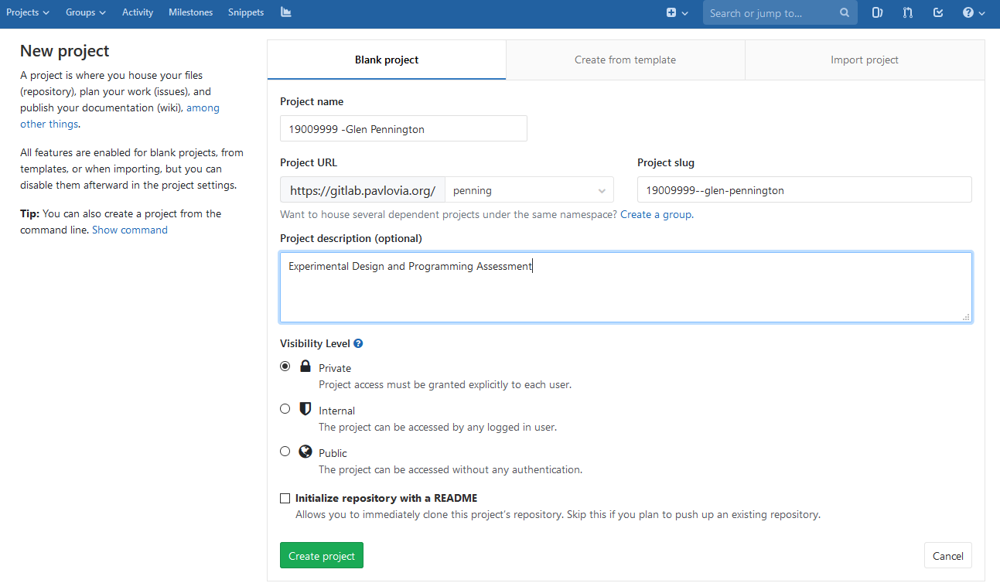 Projects Groups Activity Milestones Snippets Search or jump to...
New project
A project is where you house your files
(repository), plan your work (issues), and
publish your documentation (wiki), among
other things.
All features are enabled for blank projects, from
templates, or when importing, but you can
disable them afterward in the project settings.
Tip: You can also create a project from the
command line. Show command
Blank project Create from template Import project
Project name
19009999 -Glen Pennington
Project URL Project slug
https://gitlab.pavlovia.org/ penning 19009999--glen-pennington
Want to house several dependent projects under the same namespace? Create a group.
Project description (optional)
Experimental Design and Programming Assessment
Visibility Level ?
Private
Project access must be granted explicitly to each user.
Internal
The project can be accessed by any logged in user.
Public
The project can be accessed without any authentication.
Initialize repository with a README
Allows you to immediately clone this project's repository. Skip this if you plan to push up an existing repository.
Create project Cancel